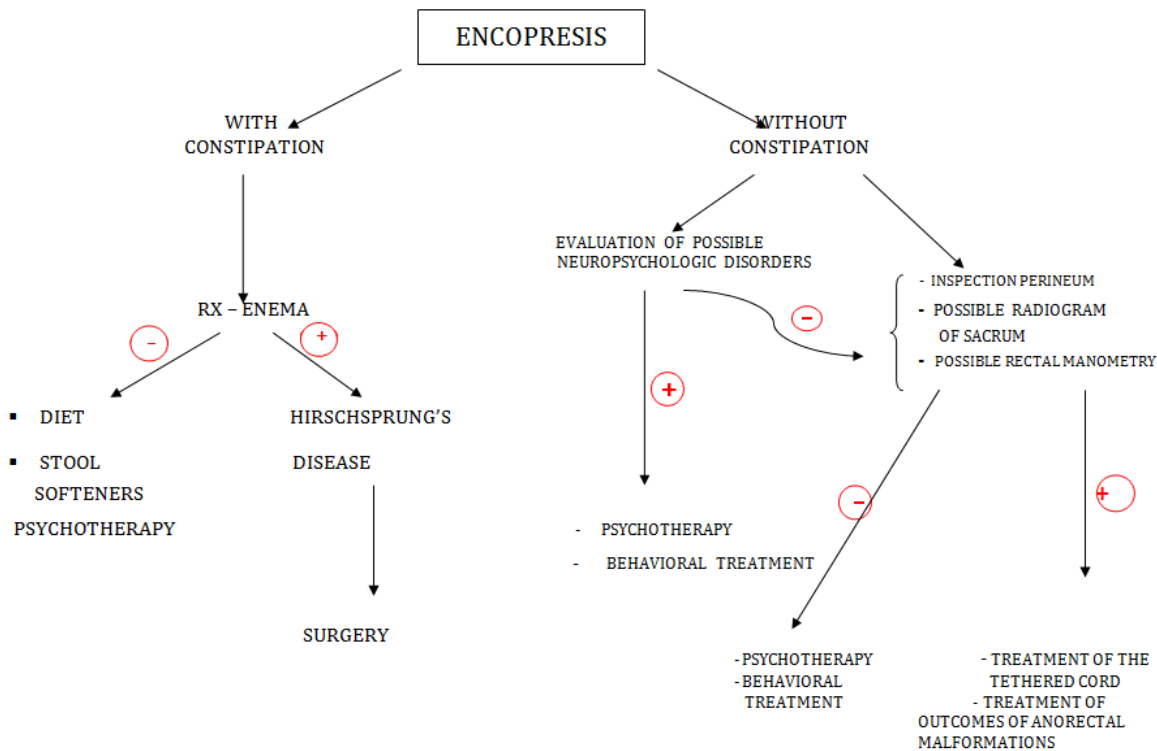 ENCOPRESIS
WITH
CONSTIPATION
WITHOUT
CONSTIPATION
EVALUATION OF POSSIBLE
NEUROPSYCHOLOGIC DISORDERS
- INSPECTION PERINEUM
- POSSIBLE RADIOGRAM
OF SACRUM
- POSSIBLE RECTAL MANOMETRY
RX – ENEMA
−
+
−
+
▪ DIET
▪ STOOL
SOFTENERS
PSYCHOTHERAPY
HIRSCHSPRUNG'S
DISEASE
SURGERY
- PSYCHOTHERAPY
- BEHAVIORAL TREATMENT
−
+
- PSYCHOTHERAPY
- BEHAVIORAL
TREATMENT
- TREATMENT OF THE
TETHERED CORD
- TREATMENT OF
OUTCOMES OF ANORECTAL
MALFORMATIONS